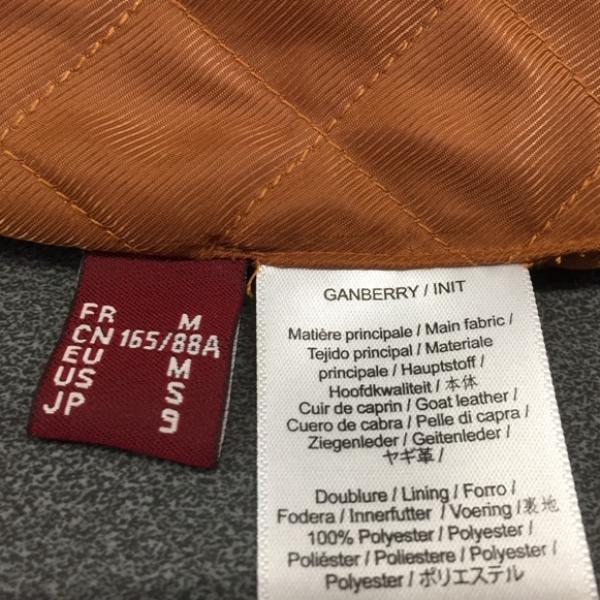 FR M
CN 165/88A
EU M
US S
JP 9
GANBERRY / INIT
Matière principale / Main fabric /
Tejido principal / Materiale
principale / Hauptstoff /
Hoofdkwaliteit / 本体
Cuir de caprin / Goat leather /
Cuero de cabra / Pelle di capra /
Ziegenleder / Geitenleder /
ヤギ革 /
Doublure / Lining / Forro /
Fodera / Innerfutter / Voering / 裏地
100% Polyester / Polyester /
Poliéster / Poliestere / Polyester /
Polyester / ポリエステル